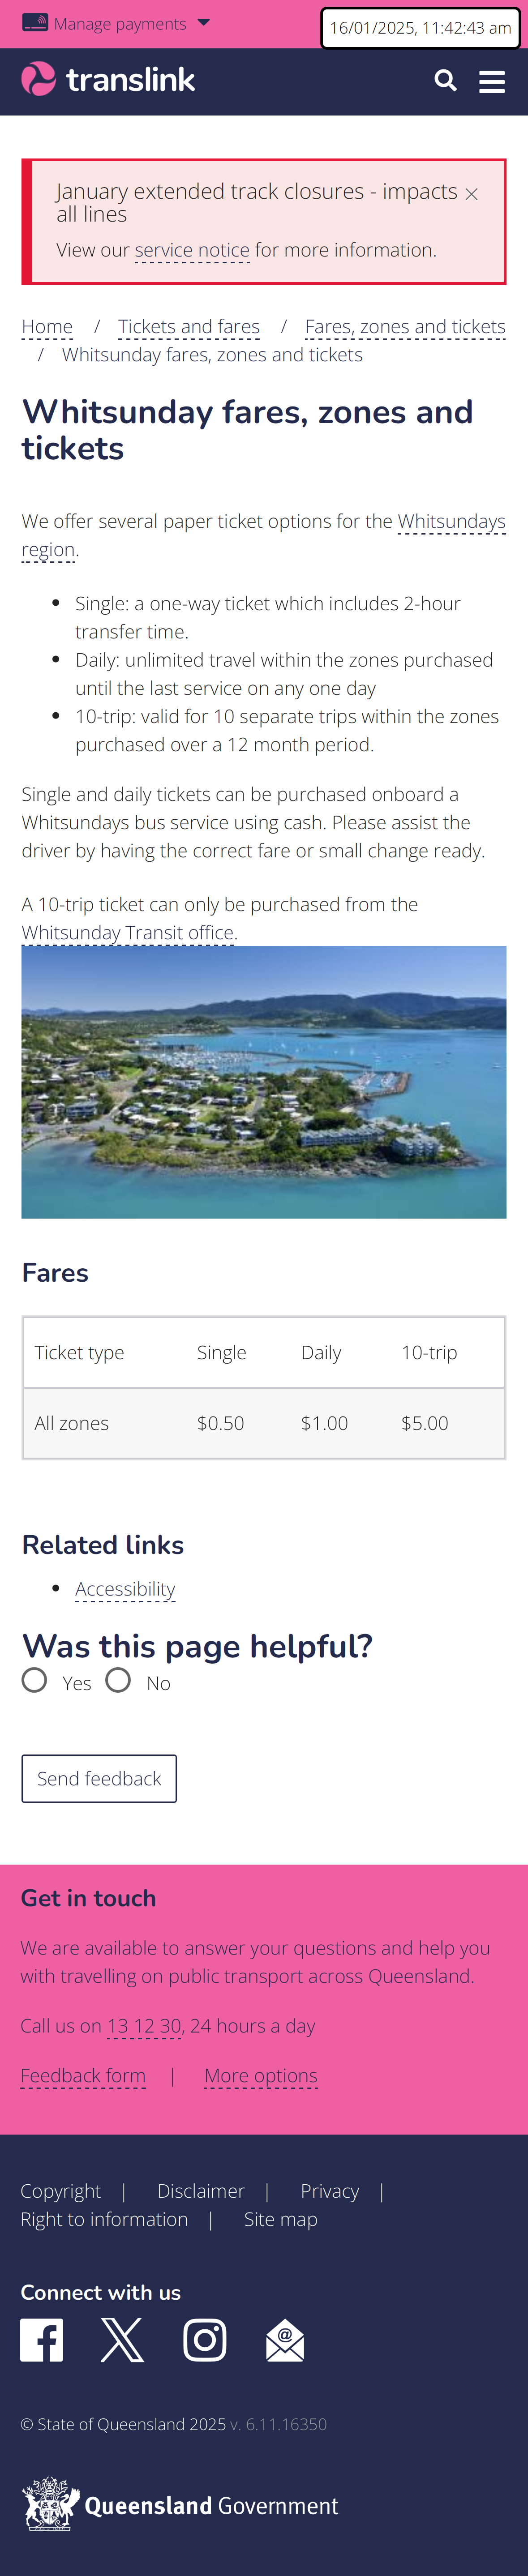 Manage payments
16/01/2025, 11:42:43 am
translink
January extended track closures - impacts
all lines
View our service notice for more information.
Home / Tickets and fares / Fares, zones and tickets
/ Whitsunday fares, zones and tickets
Whitsunday fares, zones and
tickets
We offer several paper ticket options for the Whitsundays
region.
• Single: a one-way ticket which includes 2-hour
transfer time.
• Daily: unlimited travel within the zones purchased
until the last service on any one day
• 10-trip: valid for 10 separate trips within the zones
purchased over a 12 month period.
Single and daily tickets can be purchased onboard a
Whitsundays bus service using cash. Please assist the
driver by having the correct fare or small change ready.
A 10-trip ticket can only be purchased from the
Whitsunday Transit office.
Fares
Ticket type Single Daily 10-trip
All zones $0.50 $1.00 $5.00
Related links
• Accessibility
Was this page helpful?
Yes No
Send feedback
Get in touch
We are available to answer your questions and help you
with travelling on public transport across Queensland.
Call us on 13 12 30, 24 hours a day
Feedback form | More options
Copyright | Disclaimer | Privacy |
Right to information | Site map
Connect with us
© State of Queensland 2025 v. 6.11.16350
Queensland Government